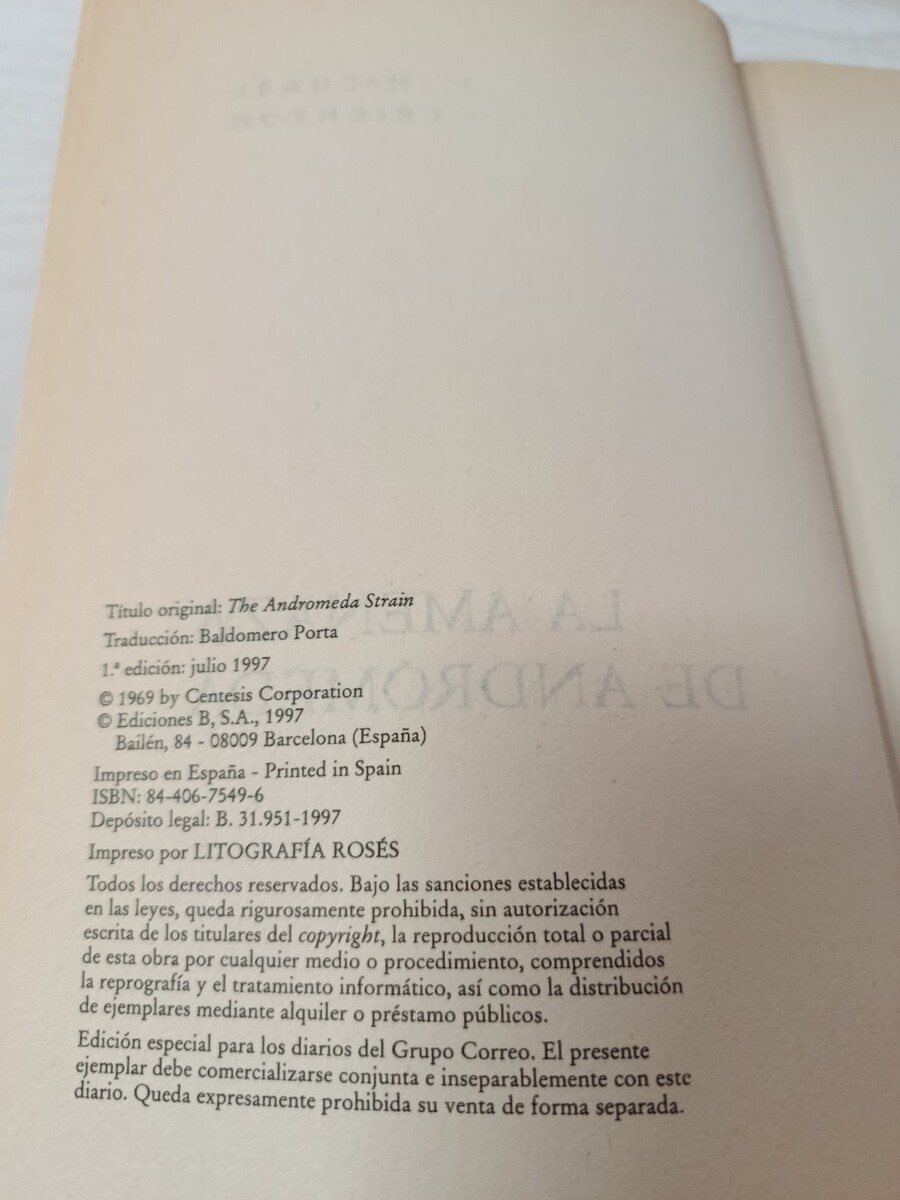 MICHAEL
CRICHTON
LA AMEN
DE ANDRÓM
Título original: The Andromeda Strain
Traducción: Baldomero Porta
1.ª edición: julio 1997
© 1969 by Centesis Corporation
© Ediciones B, S.A., 1997
Bailén, 84 - 08009 Barcelona (España)
Impreso en España - Printed in Spain
ISBN: 84-406-7549-6
Depósito legal: B. 31.951-1997
Impreso por LITOGRAFÍA ROSÉS
Todos los derechos reservados. Bajo las sanciones establecidas
en las leyes, queda rigurosamente prohibida, sin autorización
escrita de los titulares del copyright, la reproducción total o parcial
de esta obra por cualquier medio o procedimiento, comprendidos
la reprografía y el tratamiento informático, así como la distribución
de ejemplares mediante alquiler o préstamo públicos.
Edición especial para los diarios del Grupo Correo. El presente
ejemplar debe comercializarse conjunta e inseparablemente con este
diario. Queda expresamente prohibida su venta de forma separada.